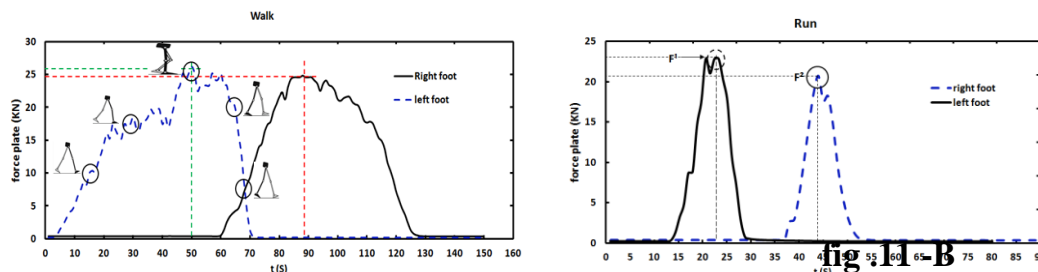 Walk
30
25
20
15
10
5
0
force plate (KN)
Right foot
left foot
0 10 20 30 40 50 60 70 80 90 100 110 120 130 140 150 160
t (S)
Run
25
20
15
10
5
0
force plate (KN)
F¹
F²
right foot
left foot
0 5 10 15 20 25 30 35 40 45 50 55 60 65 70 75 80 85 90
t (S)
fig .11 -B